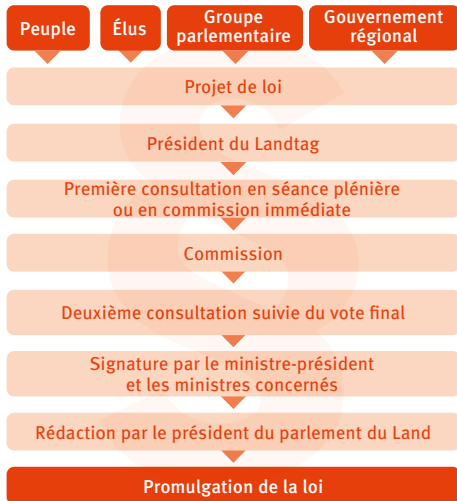 Peuple
Élus
Groupe
parlementaire
Gouvernement
régional
Projet de loi
Président du Landtag
Première consultation en séance plénière
ou en commission immédiate
Commission
Deuxième consultation suivie du vote final
Signature par le ministre-président
et les ministres concernés
Rédaction par le président du parlement du Land
Promulgation de la loi